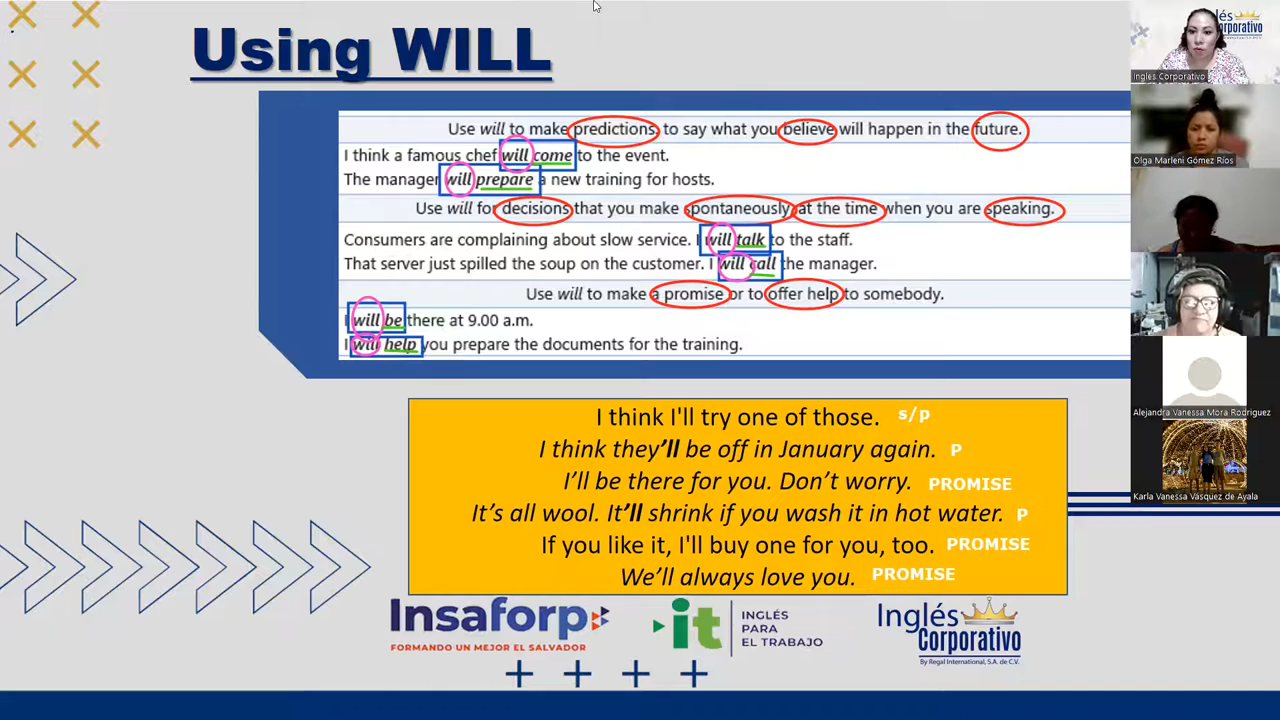 Using WILL
Use will to make predictions, to say what you believe will happen in the future.
I think a famous chef will come to the event.
The manager will prepare a new training for hosts.
Use will for decisions that you make spontaneously at the time when you are speaking.
Consumers are complaining about slow service. I will talk to the staff.
That server just spilled the soup on the customer. I will call the manager.
Use will to make a promise or to offer help to somebody.
I will be there at 9.00 a.m.
I will help you prepare the documents for the training.
I think I'll try one of those. s/p
I think they'll be off in January again. P
I'll be there for you. Don't worry. PROMISE
It's all wool. It'll shrink if you wash it in hot water. P
If you like it, I'll buy one for you, too. PROMISE
We'll always love you. PROMISE
Insaforp
FORMANDO UN MEJOR EL SALVADOR
it
INGLÉS
PARA
EL TRABAJO
Inglés
Corporativo
By Regal International, S.A. de C.V.
lés
Corporativo
Ingles Corporativo
Olga Marleni Gómez Ríos
Alejandra Vanessa Mora Rodriguez
Karla Vanessa Vásquez de Ayala